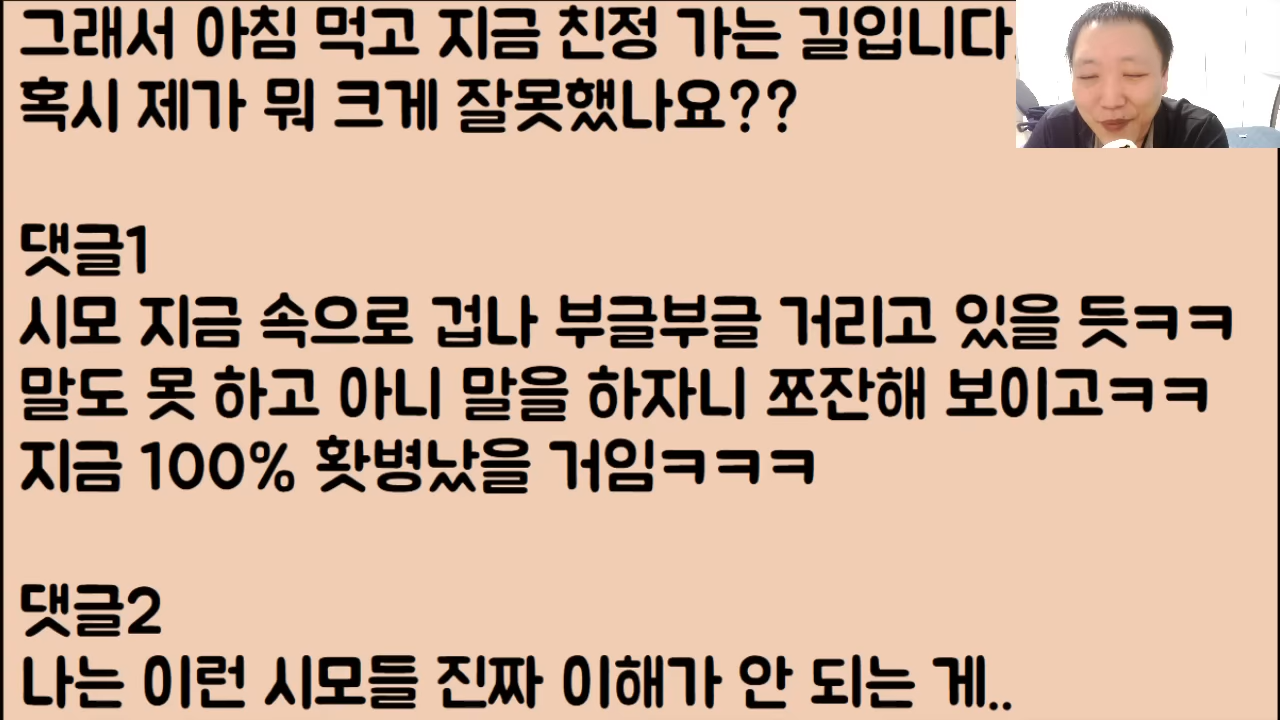 그래서 아침 먹고 지금 친정 가는 길입니다.
혹시 제가 뭐 크게 잘못했나요??
댓글1
시모 지금 속으로 겁나 부글부글 거리고 있을 듯ㅋㅋ
말도 못 하고 아니 말을 하자니 쪼잔해 보이고ㅋㅋ
지금 100% 홧병났을 거임ㅋㅋㅋ
댓글2
나는 이런 시모들 진짜 이해가 안 되는 게..